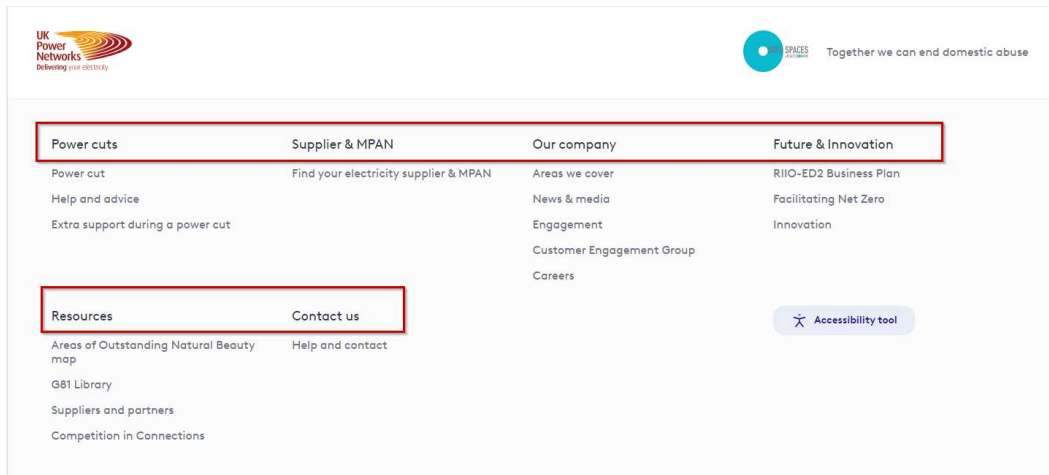 UK
Power
Networks
Delivering your electricity
SPACES
Together we can end domestic abuse
Power cuts
Supplier & MPAN
Our company
Future & Innovation
Power cut
Find your electricity supplier & MPAN
Areas we cover
RIIO-ED2 Business Plan
Help and advice
News & media
Facilitating Net Zero
Extra support during a power cut
Engagement
Innovation
Customer Engagement Group
Careers
Resources
Contact us
Accessibility tool
Areas of Outstanding Natural Beauty
map
Help and contact
G81 Library
Suppliers and partners
Competition in Connections